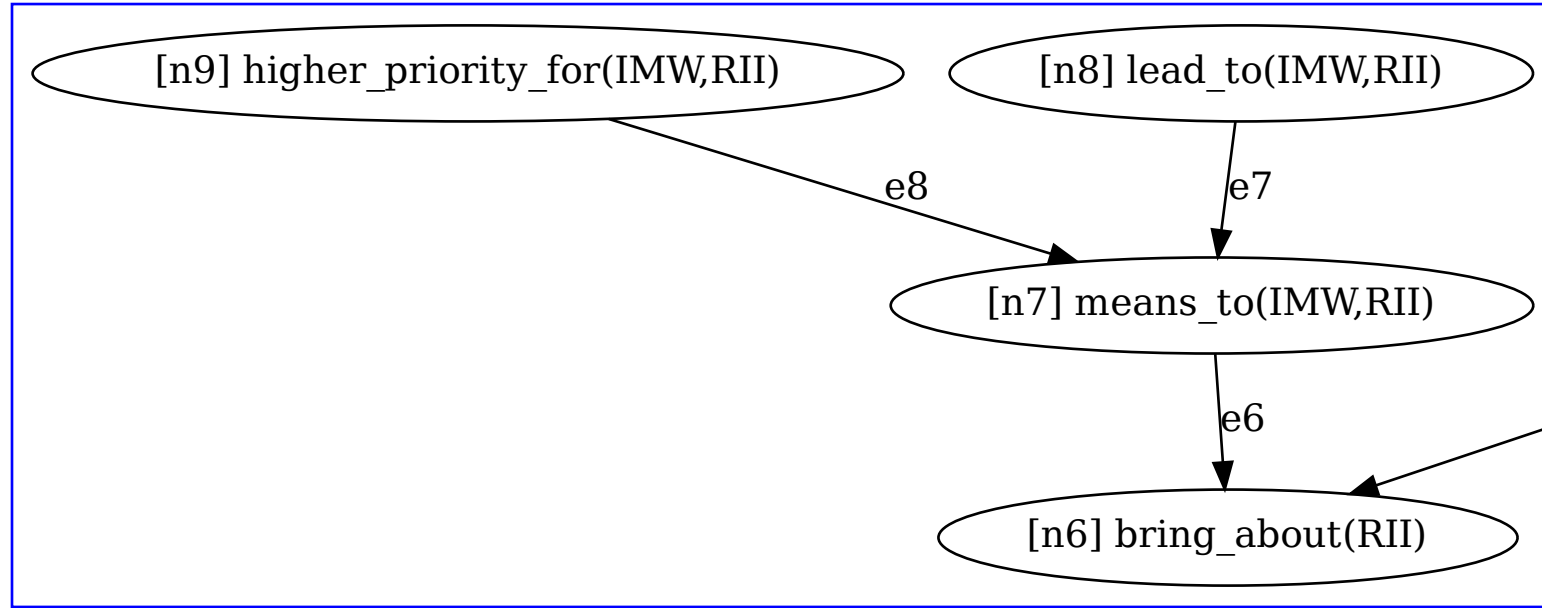 [n9] higher_priority_for(IMW,RII)
[n8] lead_to(IMW,RII)
e8
e7
[n7] means_to(IMW,RII)
e6
[n6] bring_about(RII)